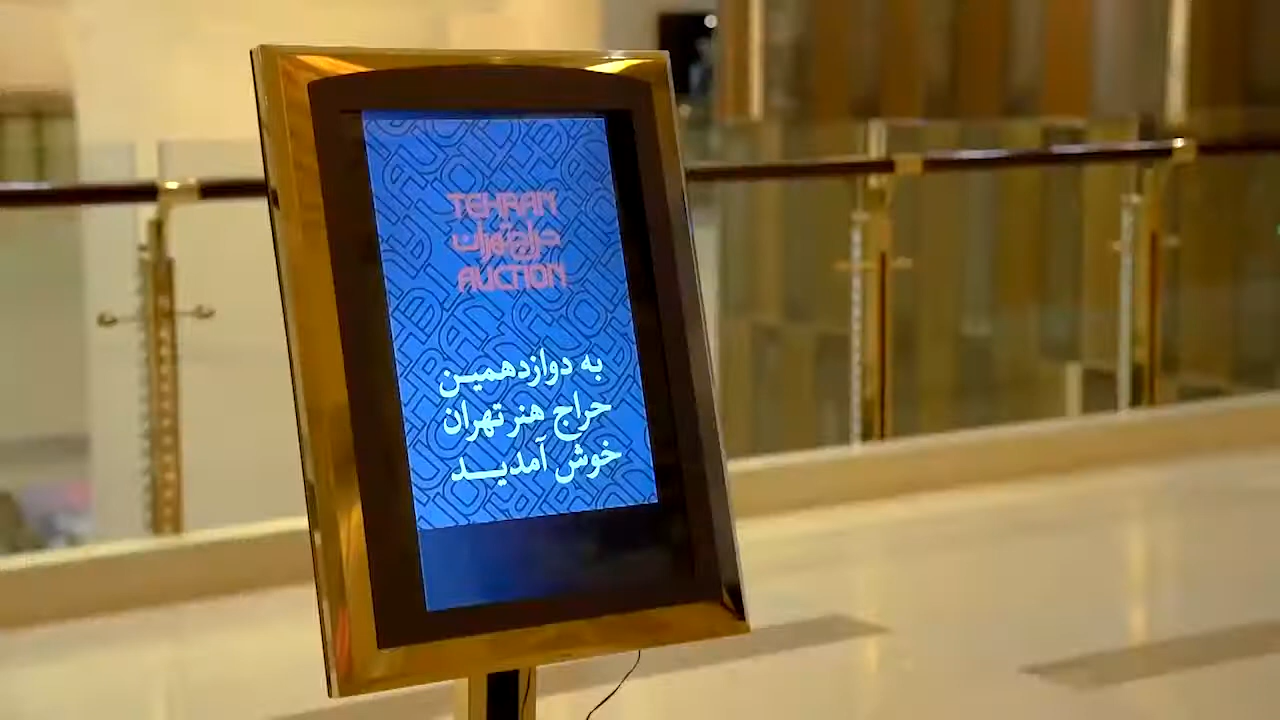 TEHRAN
حراج تهران
AUCTION
به دوازدهمین
حراج هنر تهران
خوش آمدید